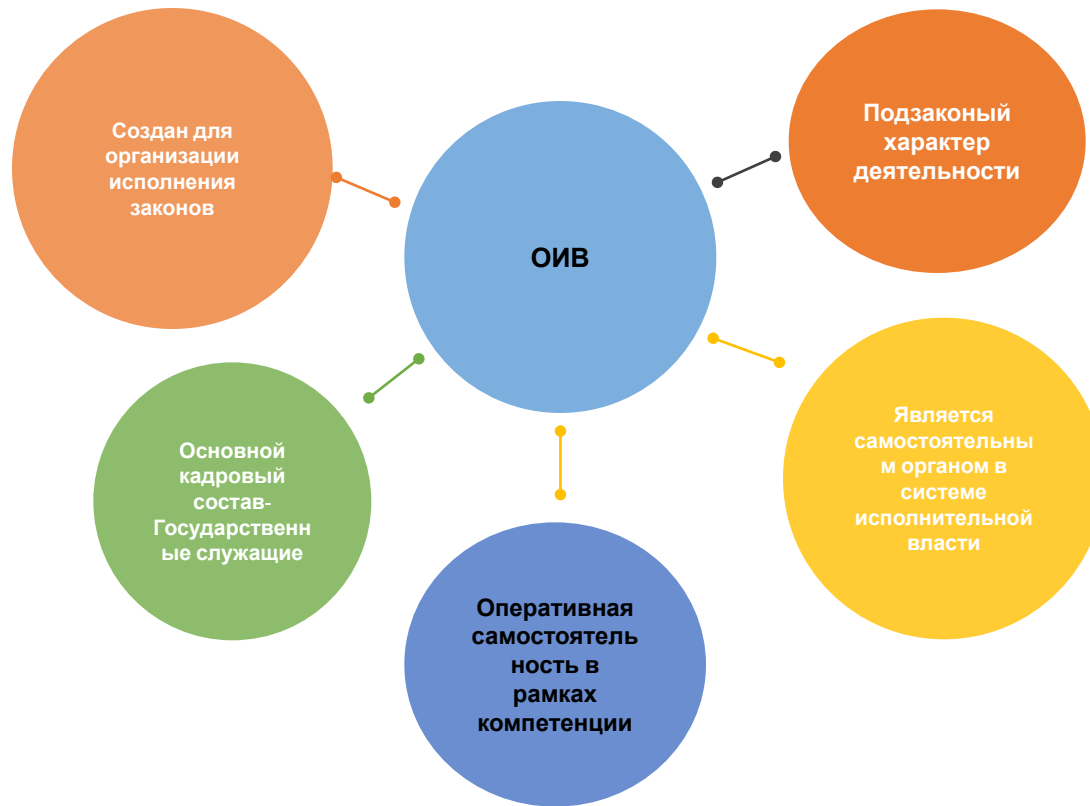 Создан для
организации
исполнения
законов
Подзаконый
характер
деятельности
ОИВ
Основной
кадровый
состав-
Государственн
ые служащие
Является
самостоятельны
м органом в
системе
исполнительной
власти
Оперативная
самостоятель
ность в
рамках
компетенции